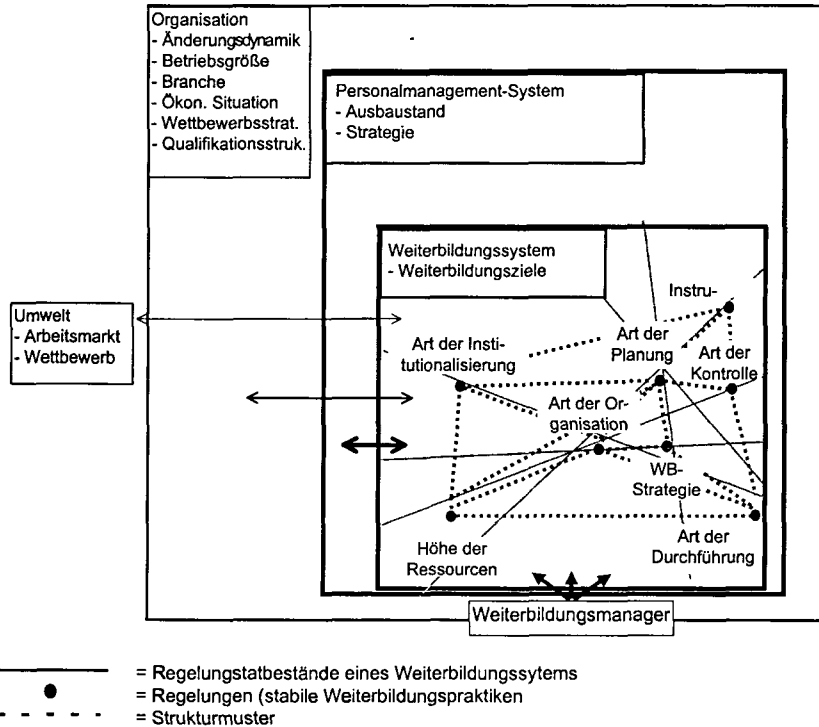 Organisation
- Änderungsdynamik
- Betriebsgröße
- Branche
- Ökon. Situation
- Wettbewerbsstrat.
- Qualifikationsstruk.
Personalmanagement-System
- Ausbaustand
- Strategie
Weiterbildungssystem
- Weiterbildungsziele
Umwelt
- Arbeitsmarkt
- Wettbewerb
Instru-
Art der Insti-
tutionalisierung
Art der
Planung
Art der
Kontrolle
Art der Or-
ganisation
WB-
Strategie
Höhe der
Ressourcen
Art der
Durchführung
Weiterbildungsmanager
= Regelungstatbestände eines Weiterbildungssytems
= Regelungen (stabile Weiterbildungspraktiken
= Strukturmuster